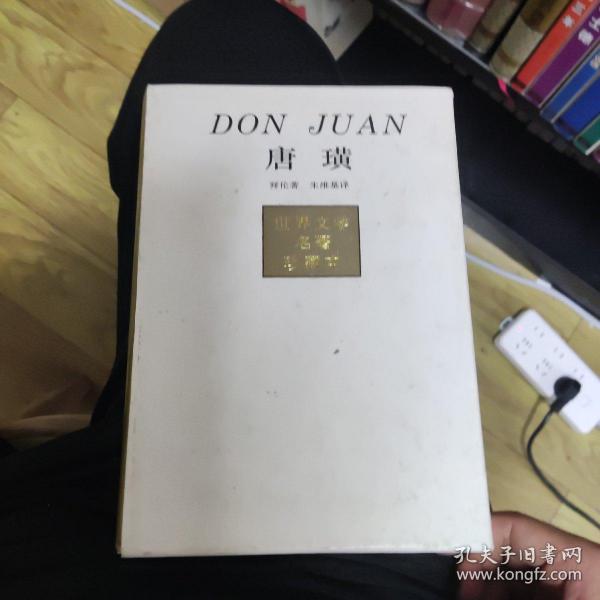 DON JUAN
唐 璜
拜伦著 朱维基译
世界文学
名著
珍藏本
孔夫子旧书网
www.kongfz.com